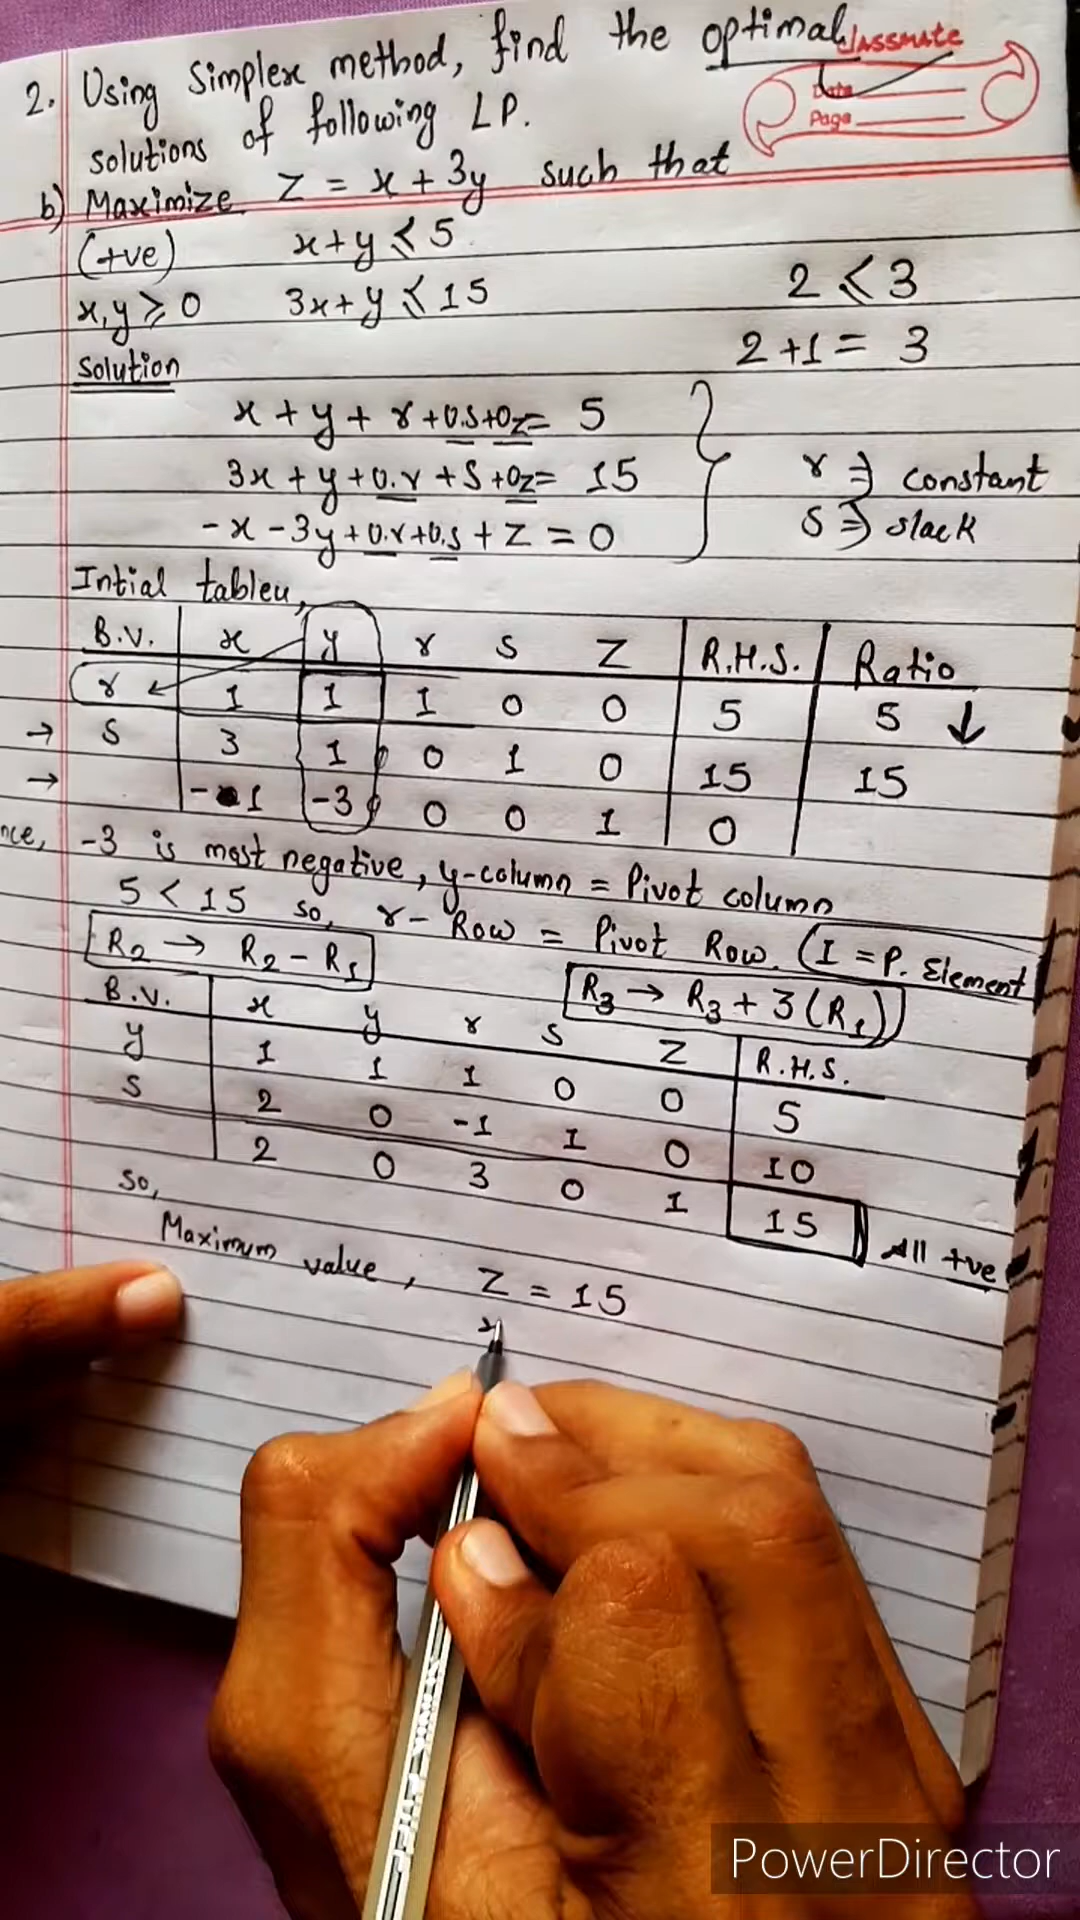 2. Using Simplex method, find the optimal
classmate
Date
Page
solutions of following LP.
b) Maximize Z = x + 3y such that
(+ve) x+y ≤ 5
x,y ≥ 0 3x+y ≤ 15
2 ≤ 3
2+1 = 3
Solution
x + y + r + 0.s + 0z = 5
3x + y + 0.r + s + 0z = 15
-x - 3y + 0.r + 0.s + z = 0
r ⇒ constant
s ⇒ slack
Intial tableu,
B.V. x y r s z R.H.S. Ratio
r 1 1 1 0 0 5 5 ↓
→ s 3 1 0 1 0 15 15
→ -1 -3 0 0 1 0
nce, -3 is most negative, y-column = Pivot column
5 < 15 so, r- Row = Pivot Row. (1 = P. Element
R2 → R2 - R1
R3 → R3 + 3(R1)
B.V. x y r s z R.H.S.
y 1 1 1 0 0 5
s 2 0 -1 1 0 10
2 0 3 0 1 15 All +ve
so,
Maximum value, Z = 15
PowerDirector